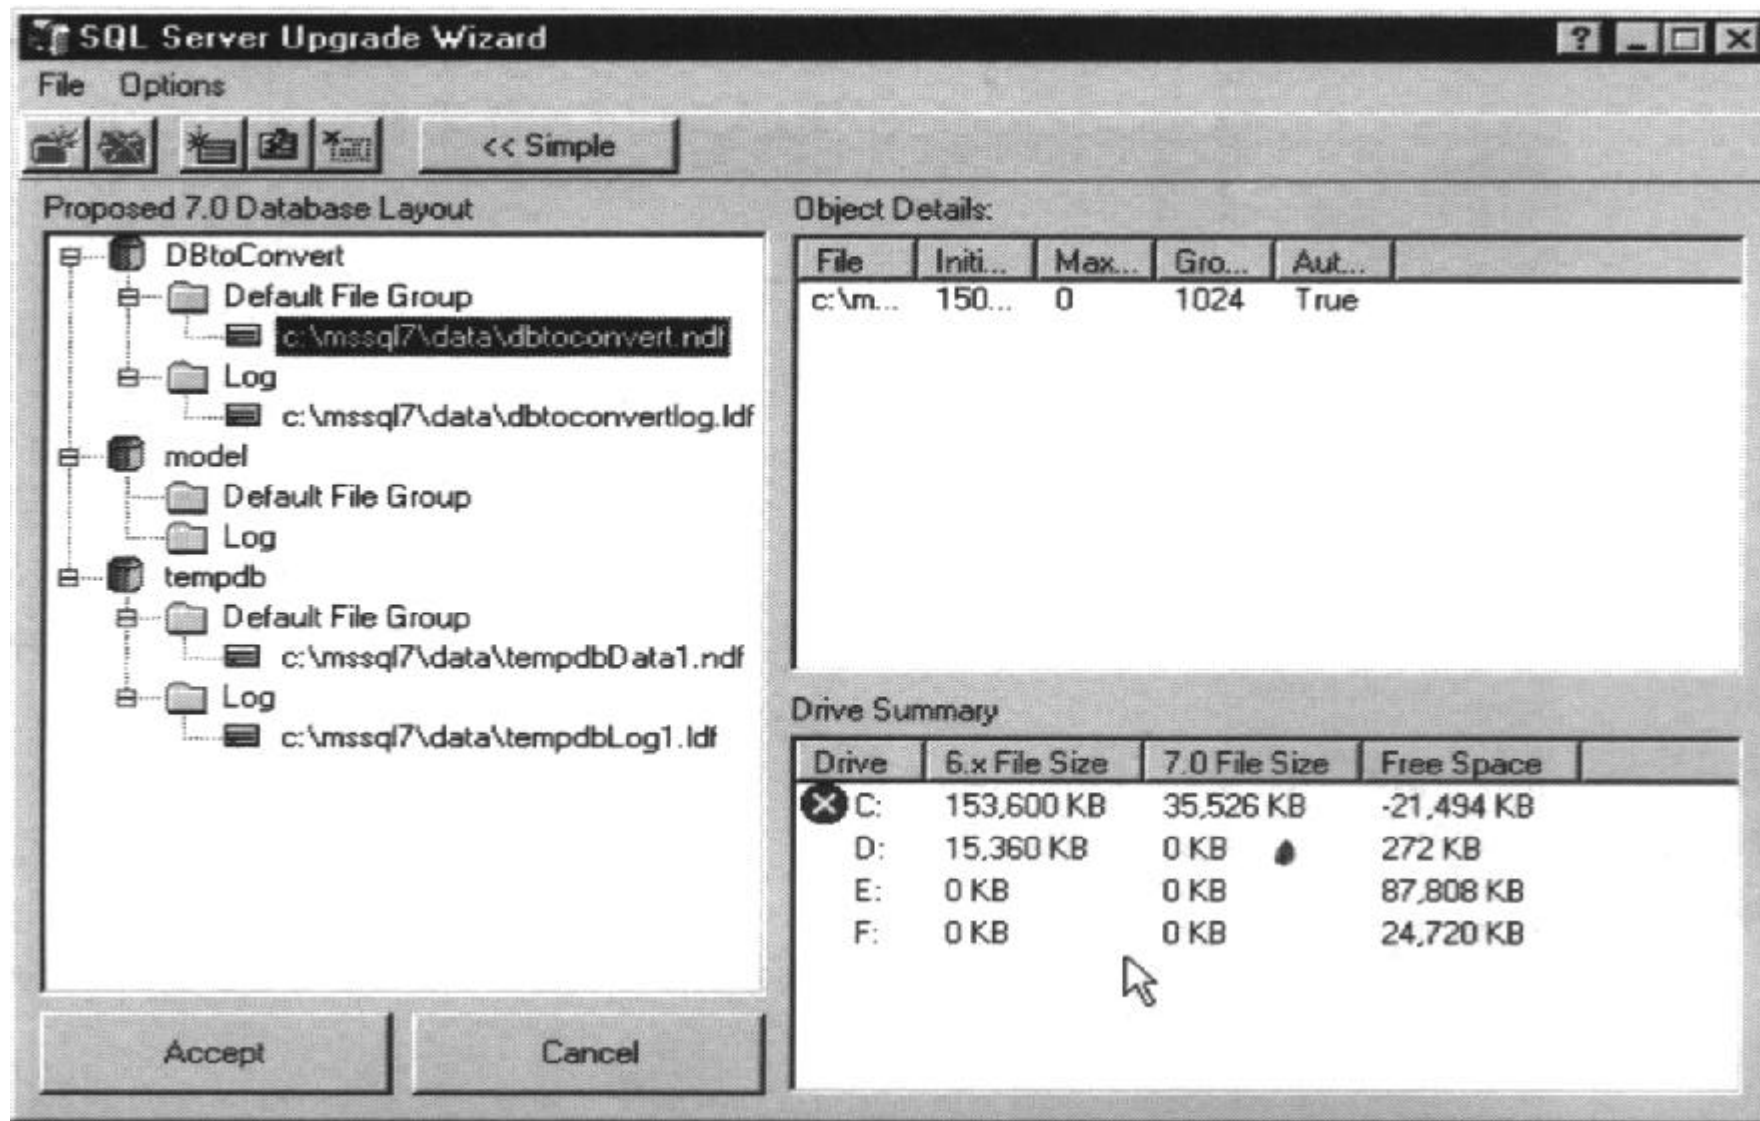 SQL Server Upgrade Wizard
File Options
<< Simple
Proposed 7.0 Database Layout
DBtoConvert
Default File Group
c:\mssql7\data\dbtoconvert.ndf
Log
c:\mssql7\data\dbtoconvertlog.ldf
model
Default File Group
Log
tempdb
Default File Group
c:\mssql7\data\tempdbData1.ndf
Log
c:\mssql7\data\tempdbLog1.ldf
Accept Cancel
Object Details:
File Initi... Max... Gro... Aut...
c:\m... 150... 0 1024 True
Drive Summary
Drive 6.x File Size 7.0 File Size Free Space
C: 153,600 KB 35,526 KB -21,494 KB
D: 15,360 KB 0 KB 272 KB
E: 0 KB 0 KB 87,808 KB
F: 0 KB 0 KB 24,720 KB